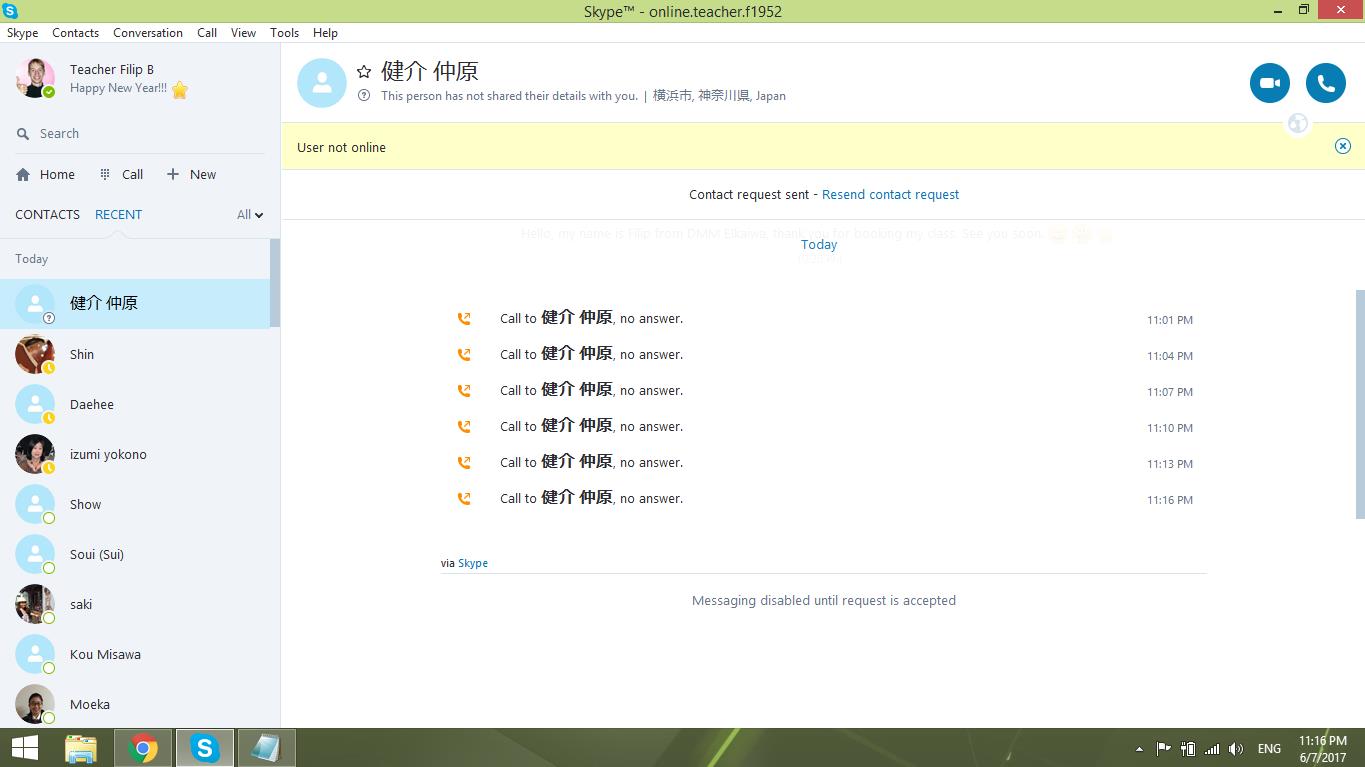 Skype™ - online.teacher.f1952
Skype Contacts Conversation Call View Tools Help
Teacher Filip B
Happy New Year!!!
健介 仲原
This person has not shared their details with you. | 横浜市, 神奈川県, Japan
Search
User not online
Home Call New
Contact request sent - Resend contact request
CONTACTS RECENT All
Hello, my name is Filip from DMM Eikaiwa, thank you for booking my class. See you soon.
Today
Today
健介 仲原
Shin
Daehee
izumi yokono
Show
Soui (Sui)
saki
Kou Misawa
Moeka
Call to 健介 仲原, no answer. 11:01 PM
Call to 健介 仲原, no answer. 11:04 PM
Call to 健介 仲原, no answer. 11:07 PM
Call to 健介 仲原, no answer. 11:10 PM
Call to 健介 仲原, no answer. 11:13 PM
Call to 健介 仲原, no answer. 11:16 PM
via Skype
Messaging disabled until request is accepted
ENG
11:16 PM
6/7/2017